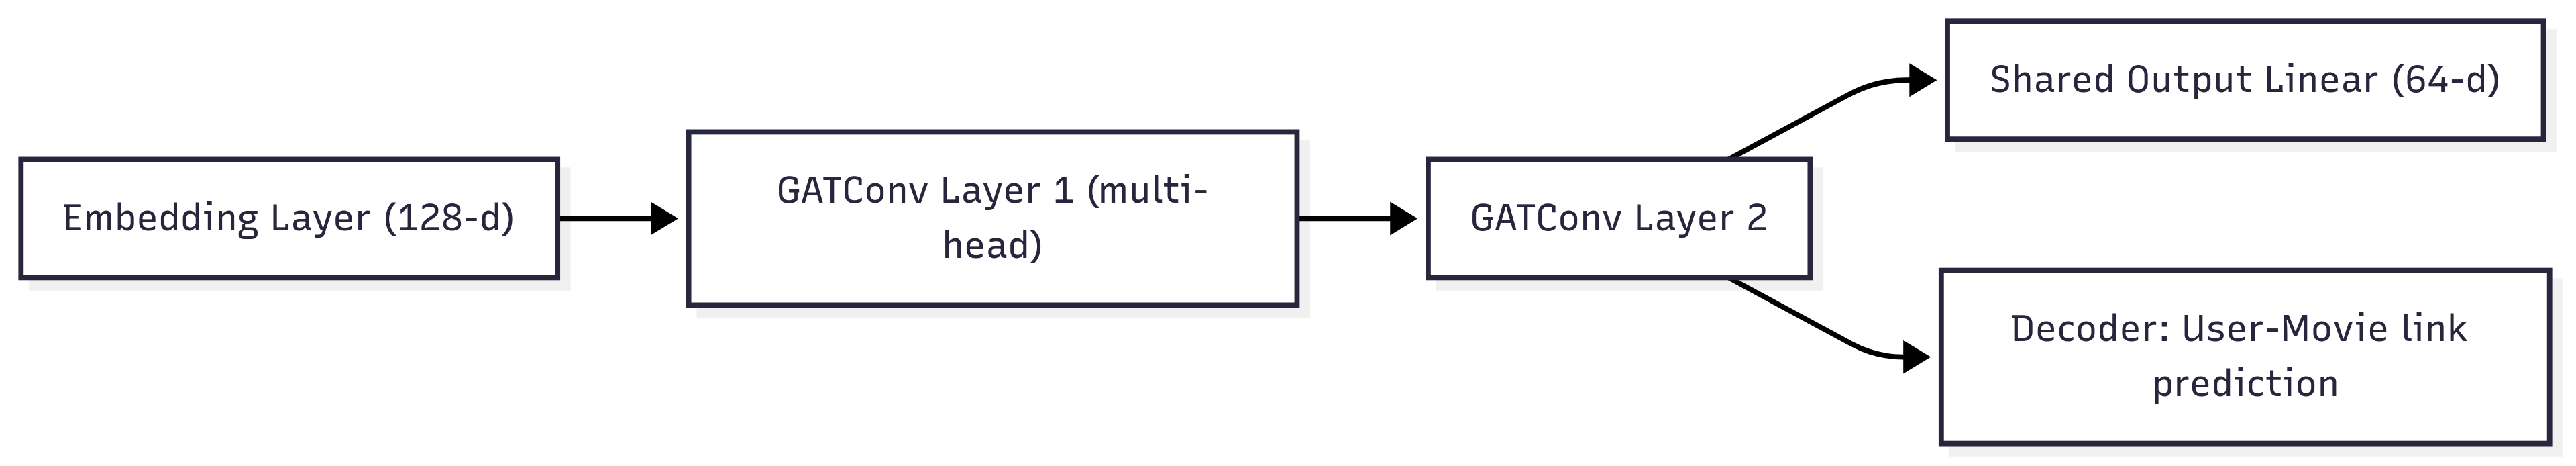 Embedding Layer (128-d)
GATConv Layer 1 (multi-
head)
GATConv Layer 2
Shared Output Linear (64-d)
Decoder: User-Movie link
prediction